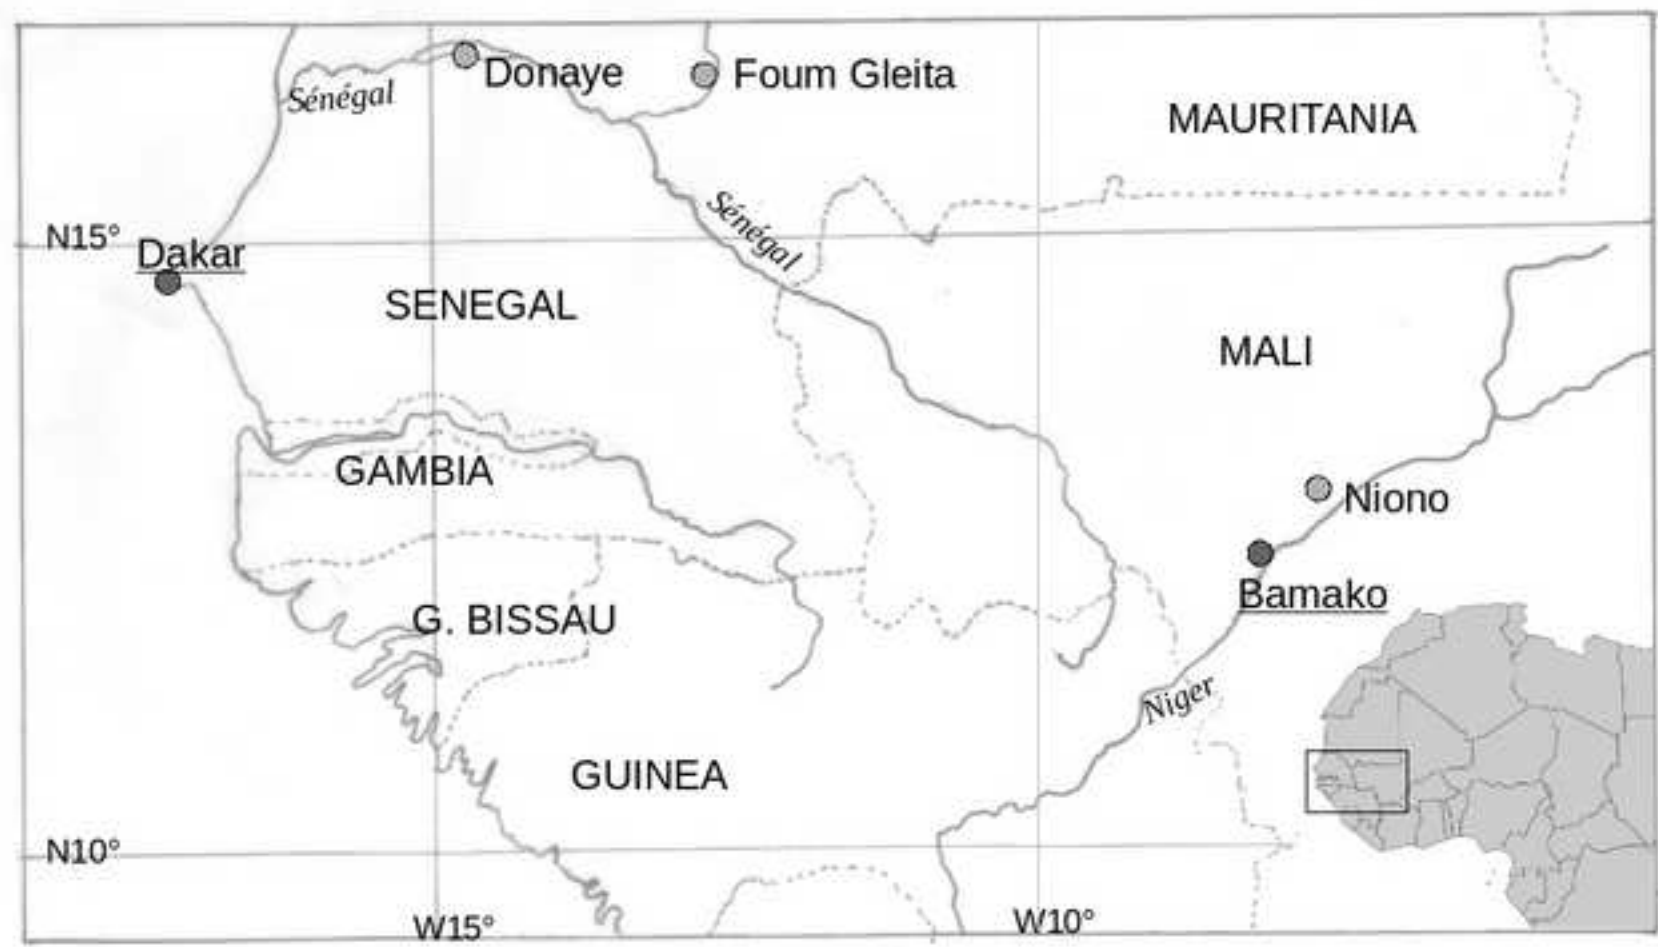 Donaye
Foum Gleita
Sénégal
MAURITANIA
Sénégal
N15°
Dakar
SENEGAL
MALI
GAMBIA
Niono
Bamako
G. BISSAU
Niger
GUINEA
N10°
W15°
W10°